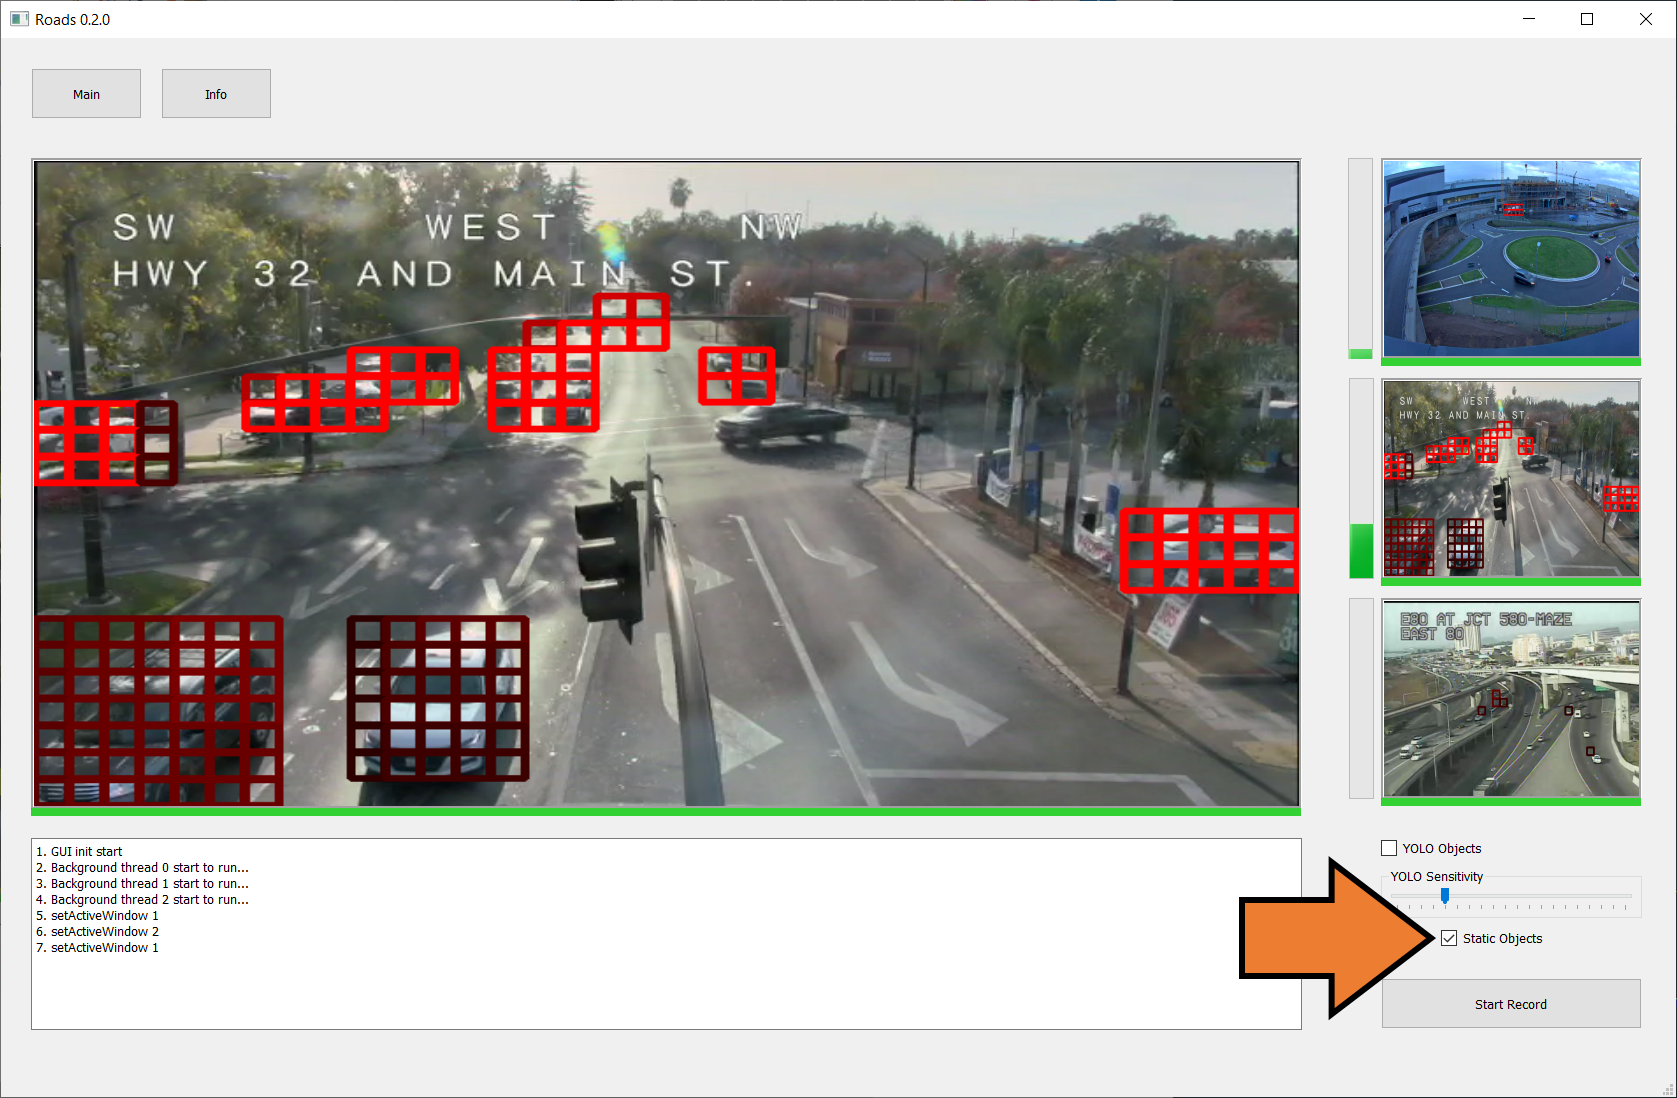 Roads 0.2.0
Main
Info
SW WEST NW
HWY 32 AND MAIN ST.
SW WEST NW
HWY 32 AND MAIN ST.
E80 AT JCT 580-MAZE
EAST 80
1. GUI init start
2. Background thread 0 start to run...
3. Background thread 1 start to run...
4. Background thread 2 start to run...
5. setActiveWindow 1
6. setActiveWindow 2
7. setActiveWindow 1
YOLO Objects
YOLO Sensitivity
Static Objects
Start Record